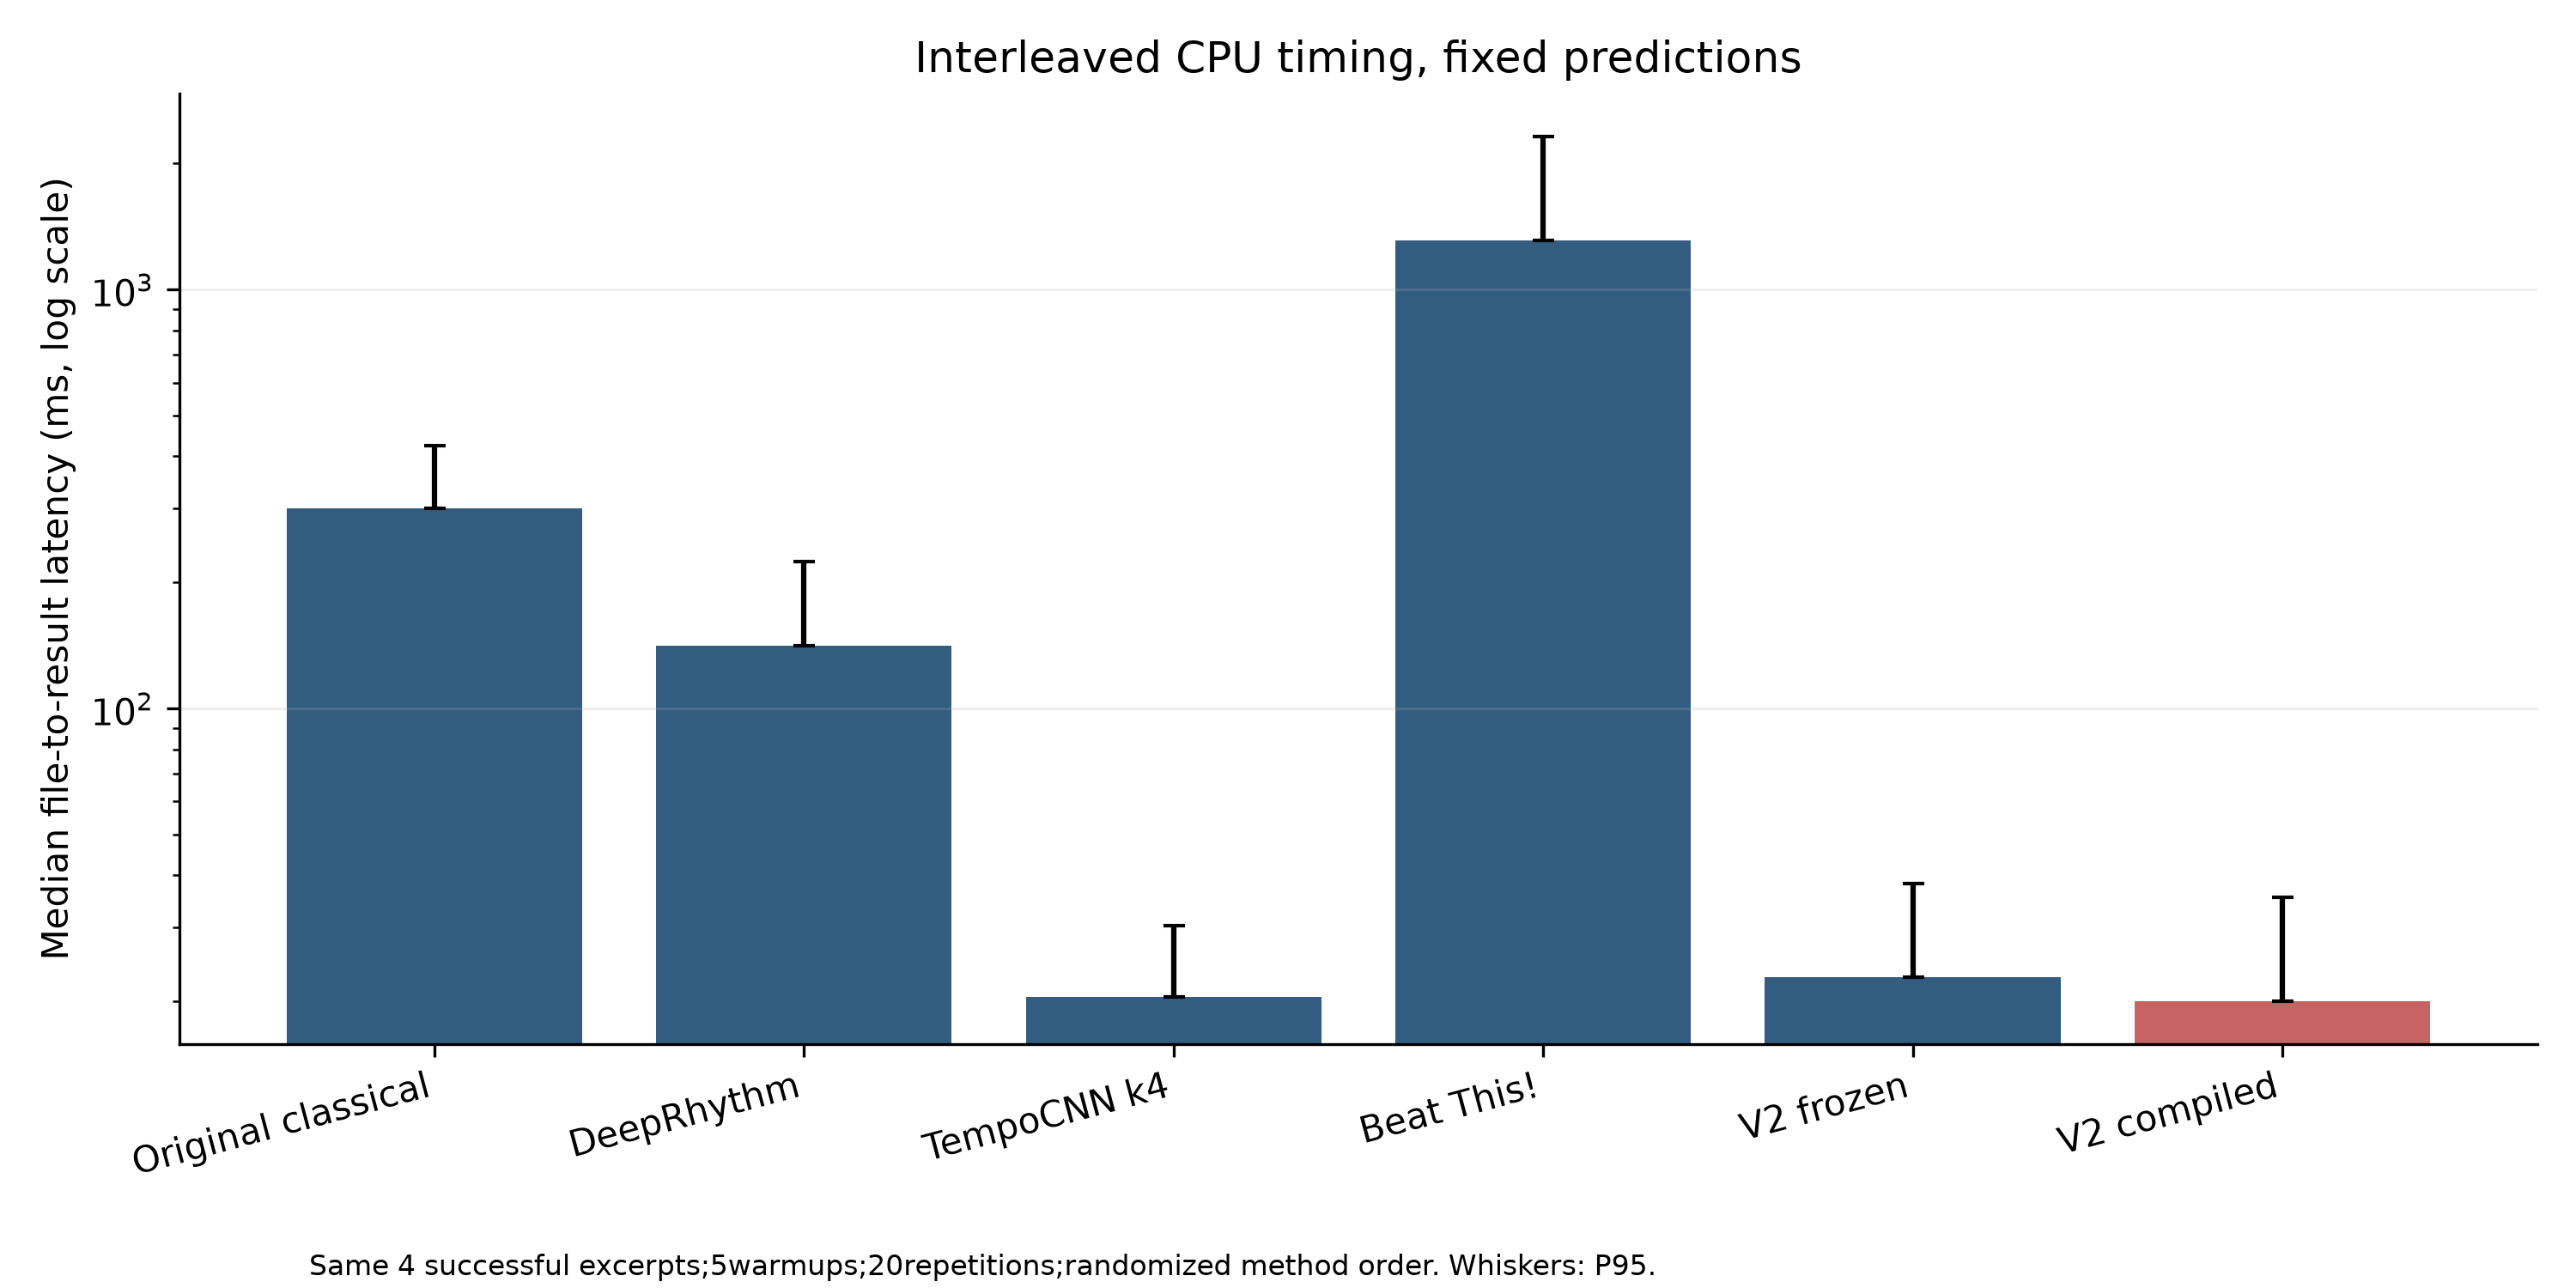 Interleaved CPU timing, fixed predictions
Median file-to-result latency (ms, log scale)
10³
10²
Original classical
DeepRhythm
TempoCNN k4
Beat This!
V2 frozen
V2 compiled
Same 4 successful excerpts;5warmups;20repetitions;randomized method order. Whiskers: P95.